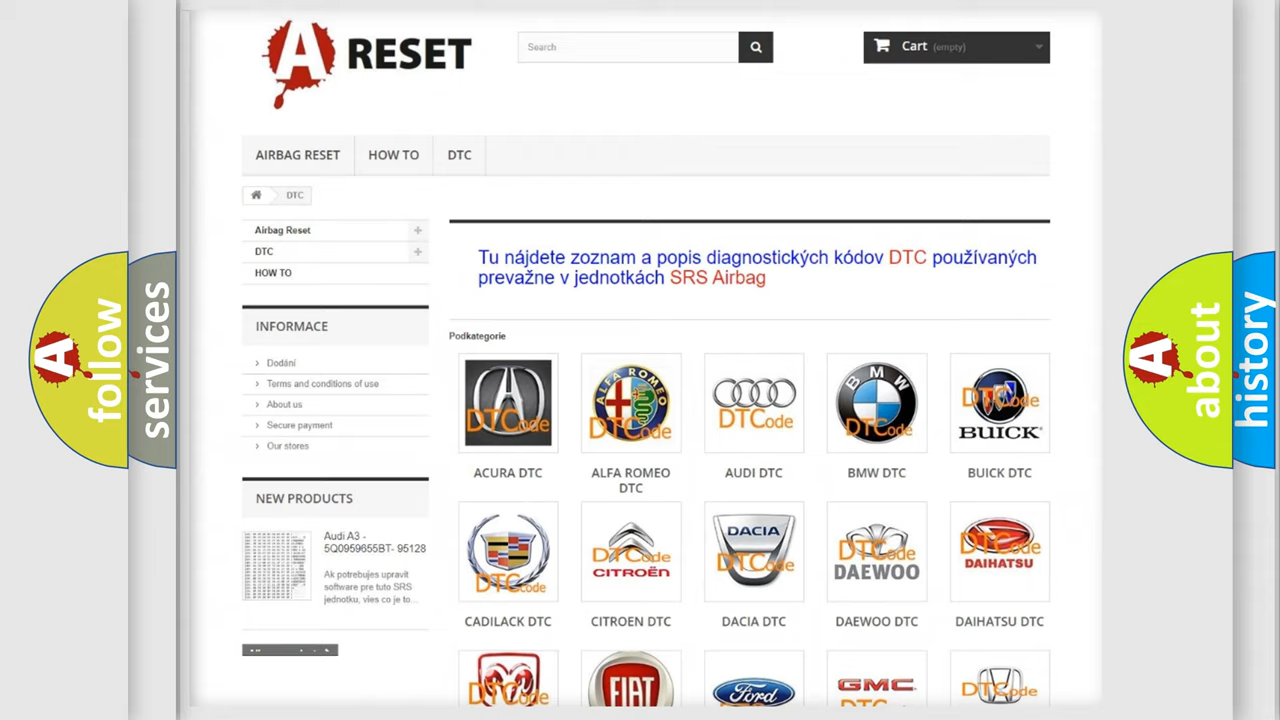 A RESET
Search
Cart (empty)
AIRBAG RESET
HOW TO
DTC
DTC
Airbag Reset
DTC
HOW TO
INFORMACE
Dodání
Terms and conditions of use
About us
Secure payment
Our stores
NEW PRODUCTS
Audi A3 -
5Q0959655BT- 95128
Ak potrebujes upravit
software pre tuto SRS
jednotku, vies co je to...
Tu nájdete zoznam a popis diagnostických kódov DTC používaných
prevažne v jednotkách SRS Airbag
Podkategorie
DTCode
ALFA ROMEO
DTCode
DTCode
BMW
DTCode
DTCode
BUICK
ACURA DTC
ALFA ROMEO
DTC
AUDI DTC
BMW DTC
BUICK DTC
DTCode
DTCode
CITROËN
DACIA
DTCode
DTCode
DAEWOO
DTCode
DAIHATSU
CADILACK DTC
CITROEN DTC
DACIA DTC
DAEWOO DTC
DAIHATSU DTC
DTCode
FIAT
Ford
GMC
DTCode
A follow
services
A about
history